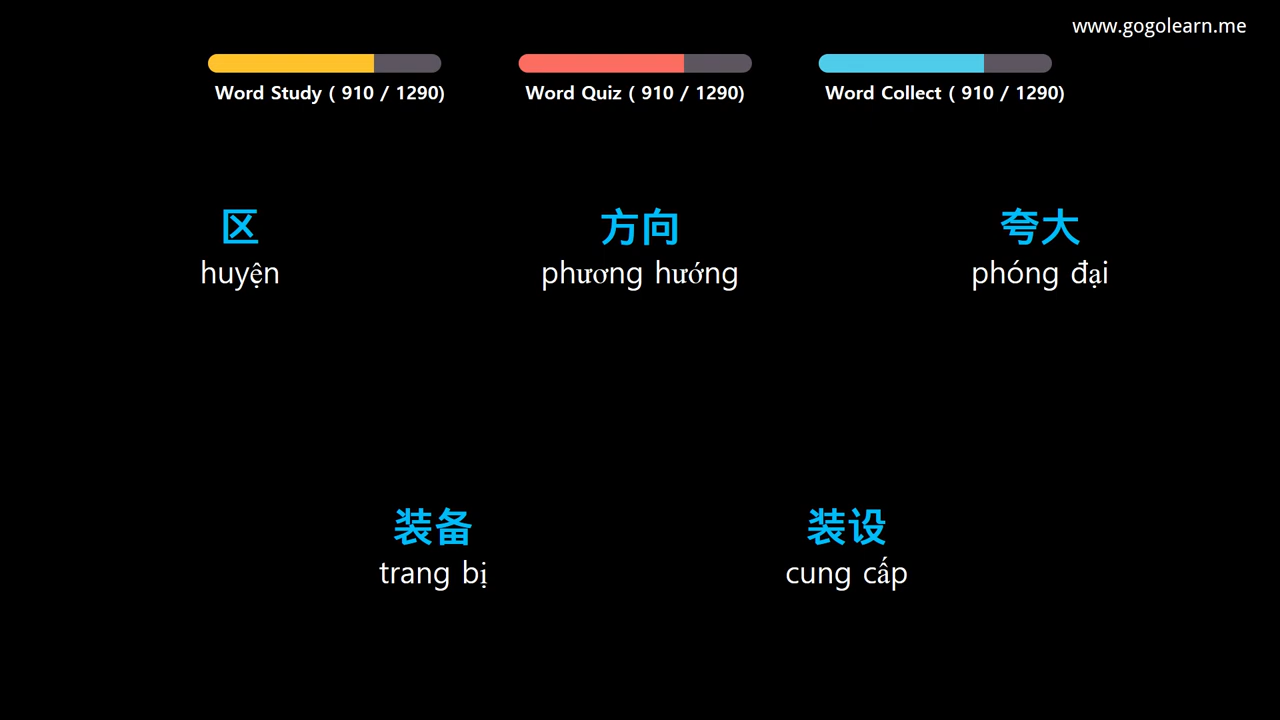 www.gogolearn.me
Word Study ( 910 / 1290)
Word Quiz ( 910 / 1290)
Word Collect ( 910 / 1290)
区
huyện
方向
phương hướng
夸大
phóng đại
装备
trang bị
装设
cung cấp